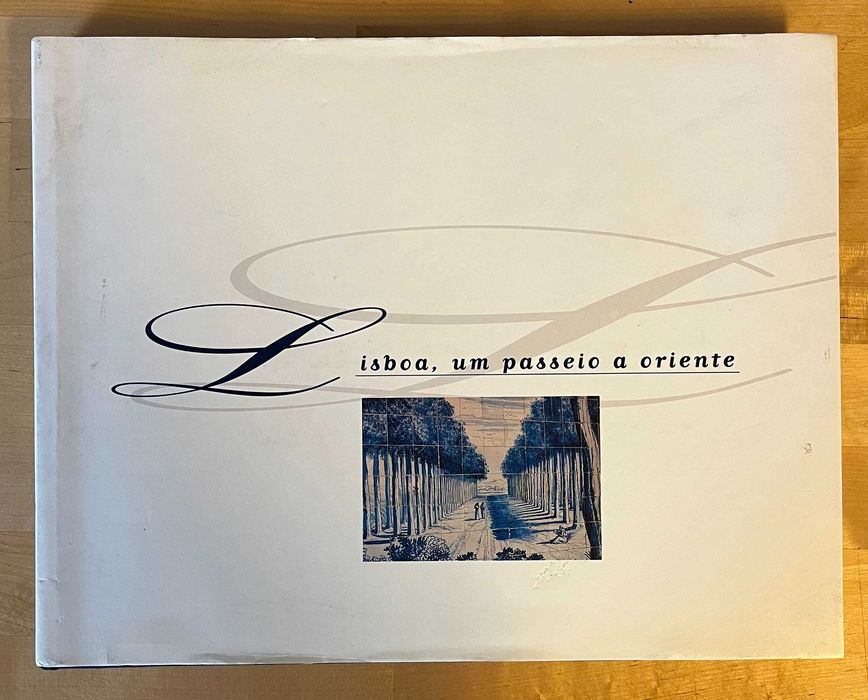 Lisboa, um passeio a oriente